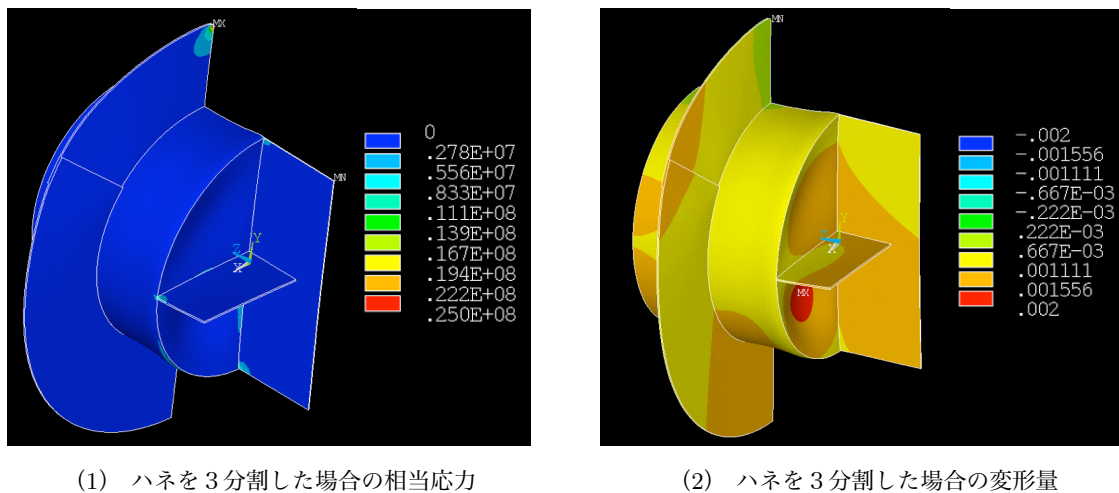 MX
MN
0
.278E+07
.556E+07
.833E+07
.111E+08
.139E+08
.167E+08
.194E+08
.222E+08
.250E+08
Y
Z
X
(1) ハネを３分割した場合の相当応力
MN
-.002
-.001556
-.001111
-.667E-03
-.222E-03
.222E-03
.667E-03
.001111
.001556
.002
Y
Z
X
MX
(2) ハネを３分割した場合の変形量